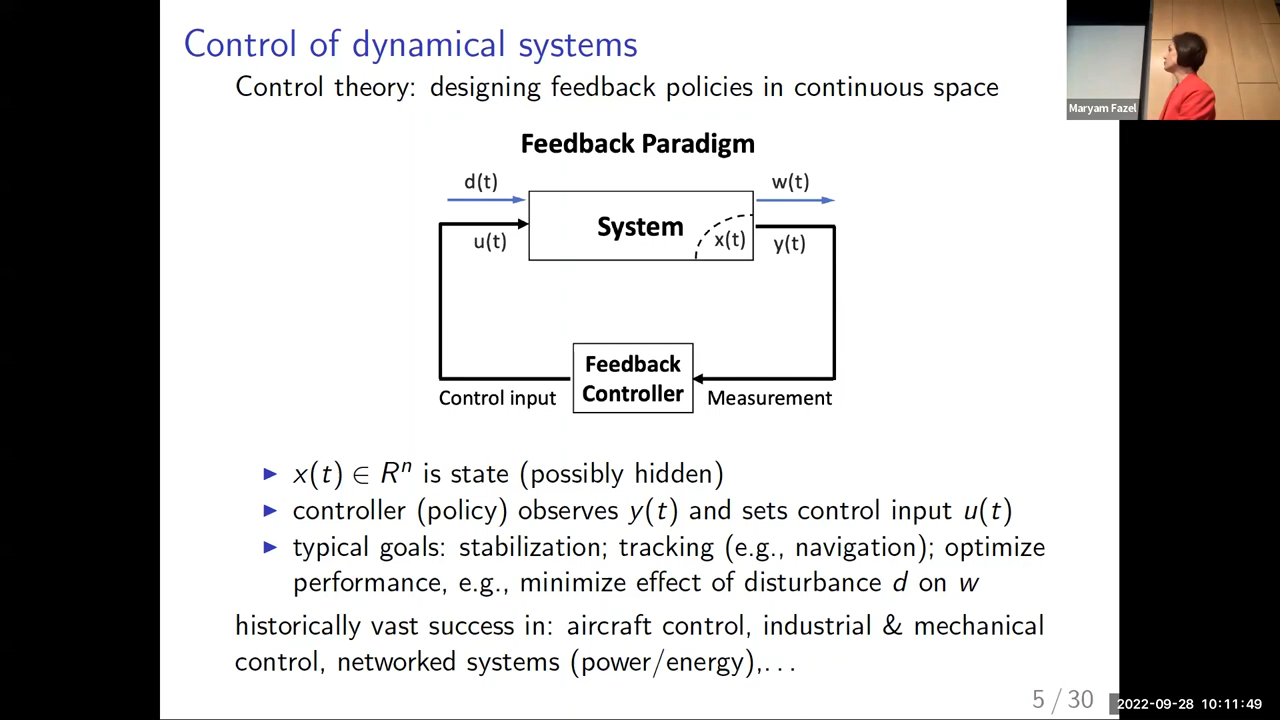 Control of dynamical systems
Control theory: designing feedback policies in continuous space
Maryam Fazel
Feedback Paradigm
d(t)
w(t)
System
u(t)
x(t)
y(t)
Feedback
Controller
Control input
Measurement
▶ x(t) ∈ Rⁿ is state (possibly hidden)
▶ controller (policy) observes y(t) and sets control input u(t)
▶ typical goals: stabilization; tracking (e.g., navigation); optimize
performance, e.g., minimize effect of disturbance d on w
historically vast success in: aircraft control, industrial & mechanical
control, networked systems (power/energy),...
5 / 30
2022-09-28 10:11:49